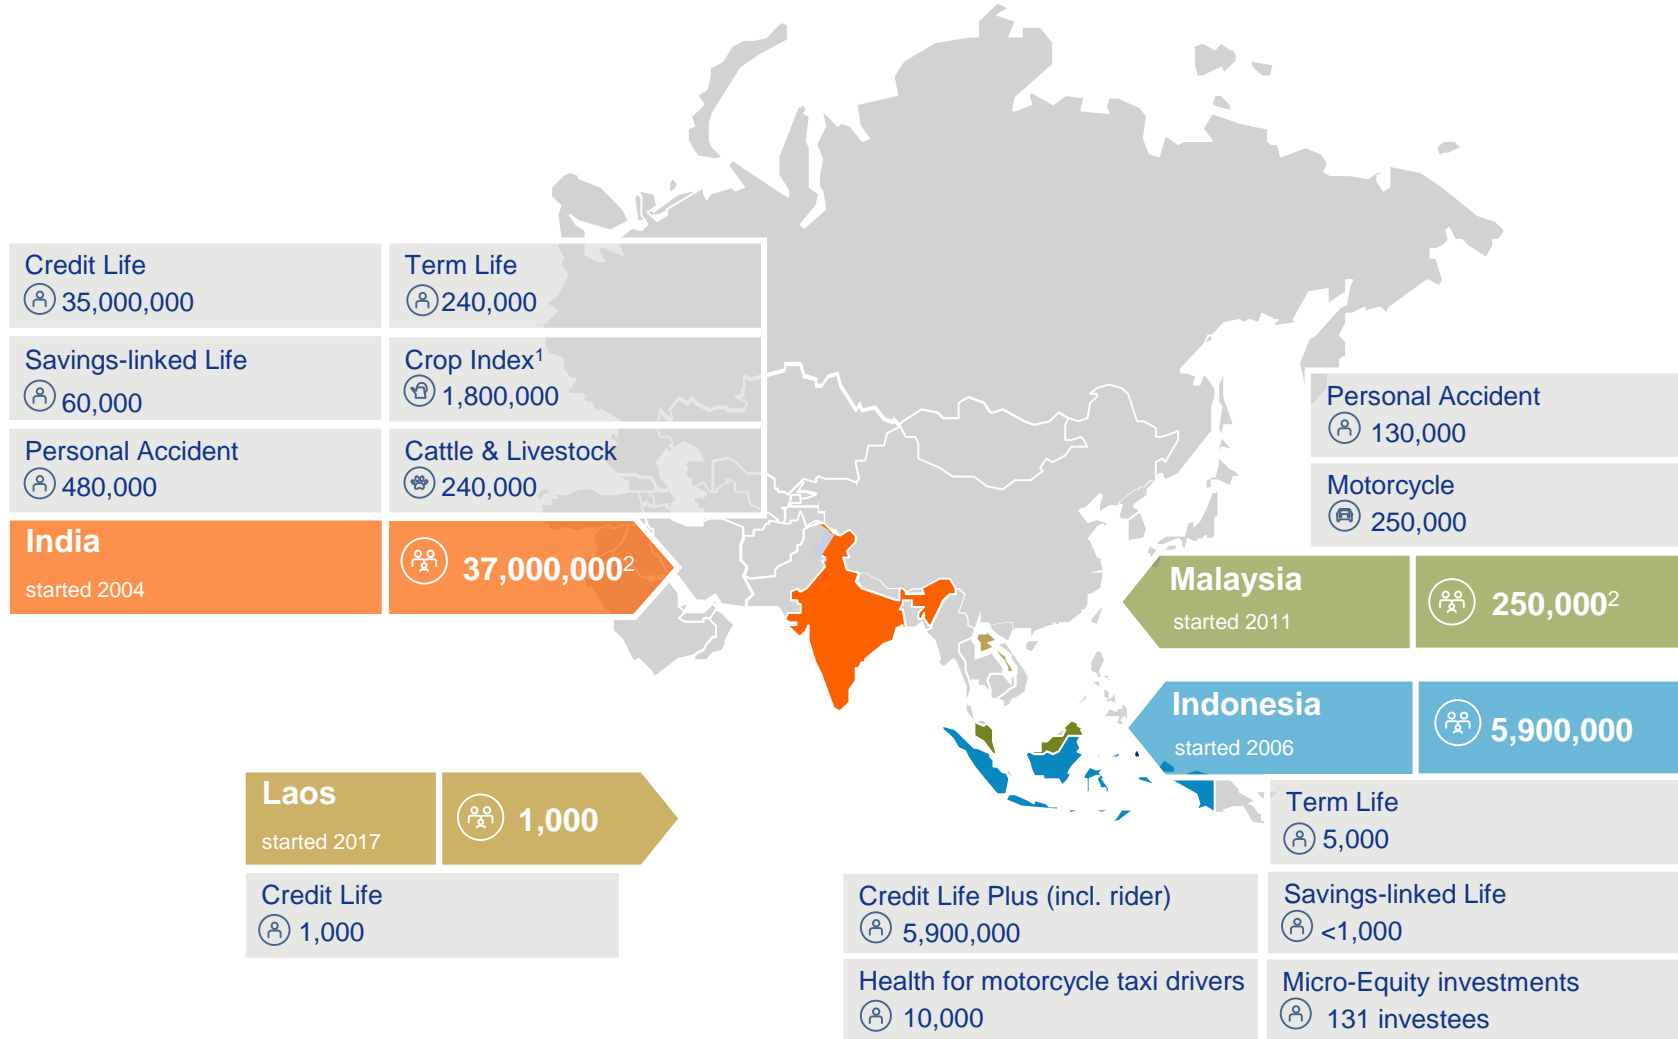 Credit Life
35,000,000
Term Life
240,000
Savings-linked Life
60,000
Crop Index¹
1,800,000
Personal Accident
480,000
Cattle & Livestock
240,000
India
started 2004
37,000,000²
Personal Accident
130,000
Motorcycle
250,000
Malaysia
started 2011
250,000²
Indonesia
started 2006
5,900,000
Laos
started 2017
1,000
Credit Life
1,000
Term Life
5,000
Credit Life Plus (incl. rider)
5,900,000
Savings-linked Life
<1,000
Health for motorcycle taxi drivers
10,000
Micro-Equity investments
131 investees